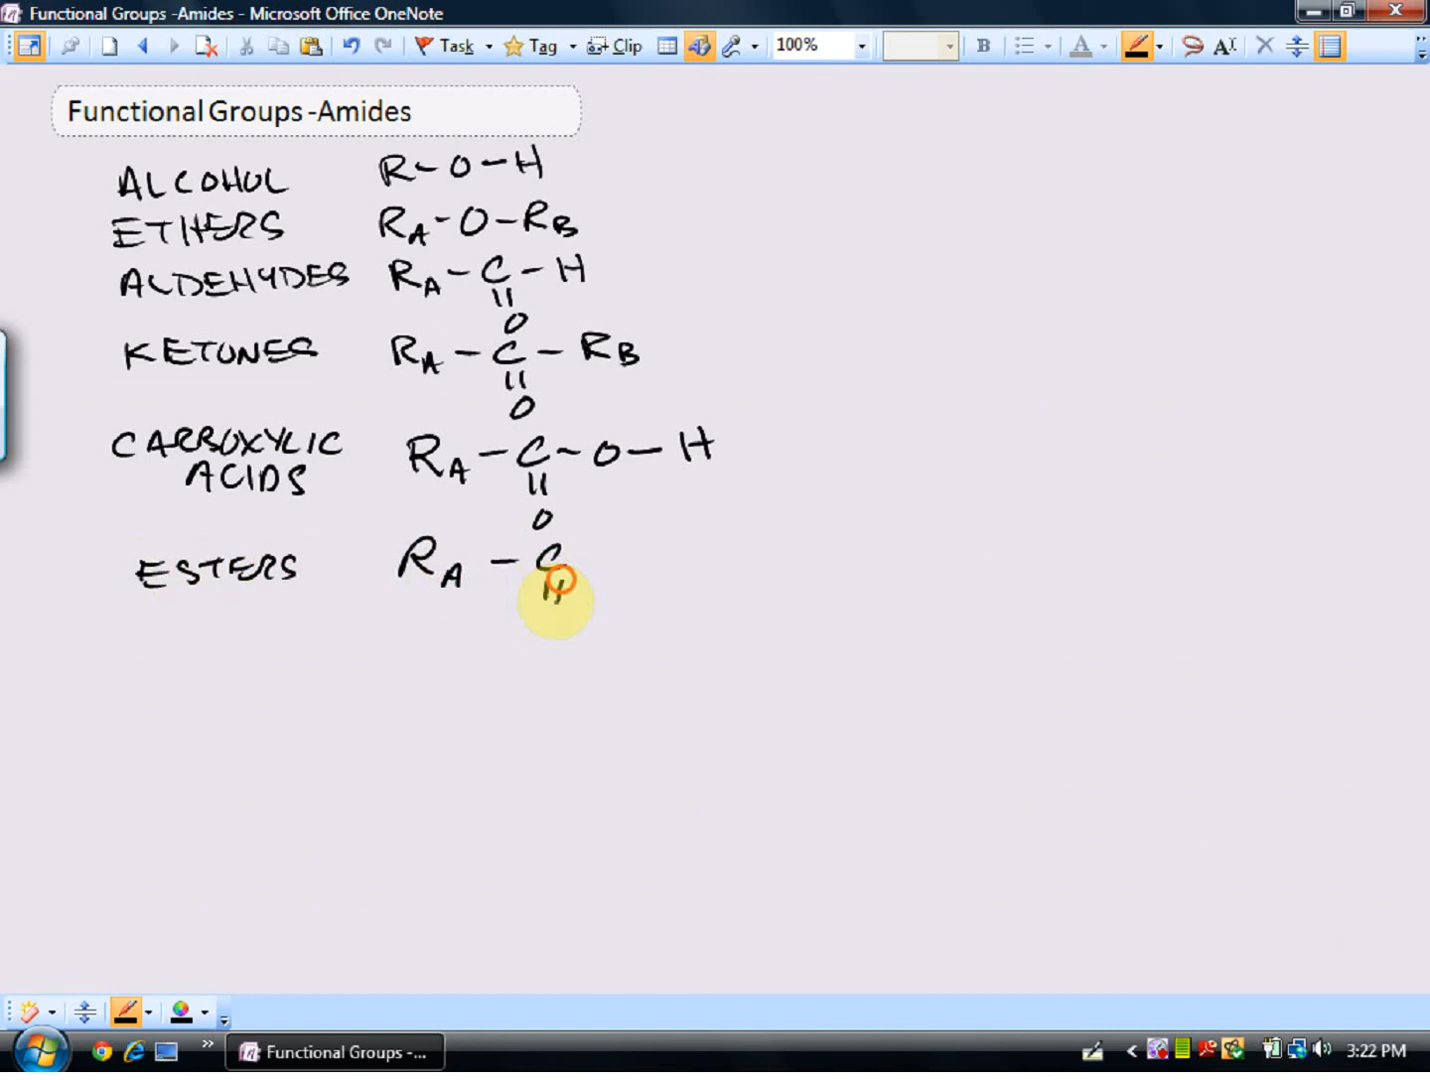 Functional Groups -Amides - Microsoft Office OneNote
Task Tag Clip 100% B A
Functional Groups -Amides
ALCOHOL R-O-H
ETHERS RA-O-RB
ALDEHYDES RA-C-H
||
O
KETONES RA-C-RB
||
O
CARBOXYLIC RA-C-O-H
ACIDS ||
O
ESTERS RA-C
||
Functional Groups -...
3:22 PM